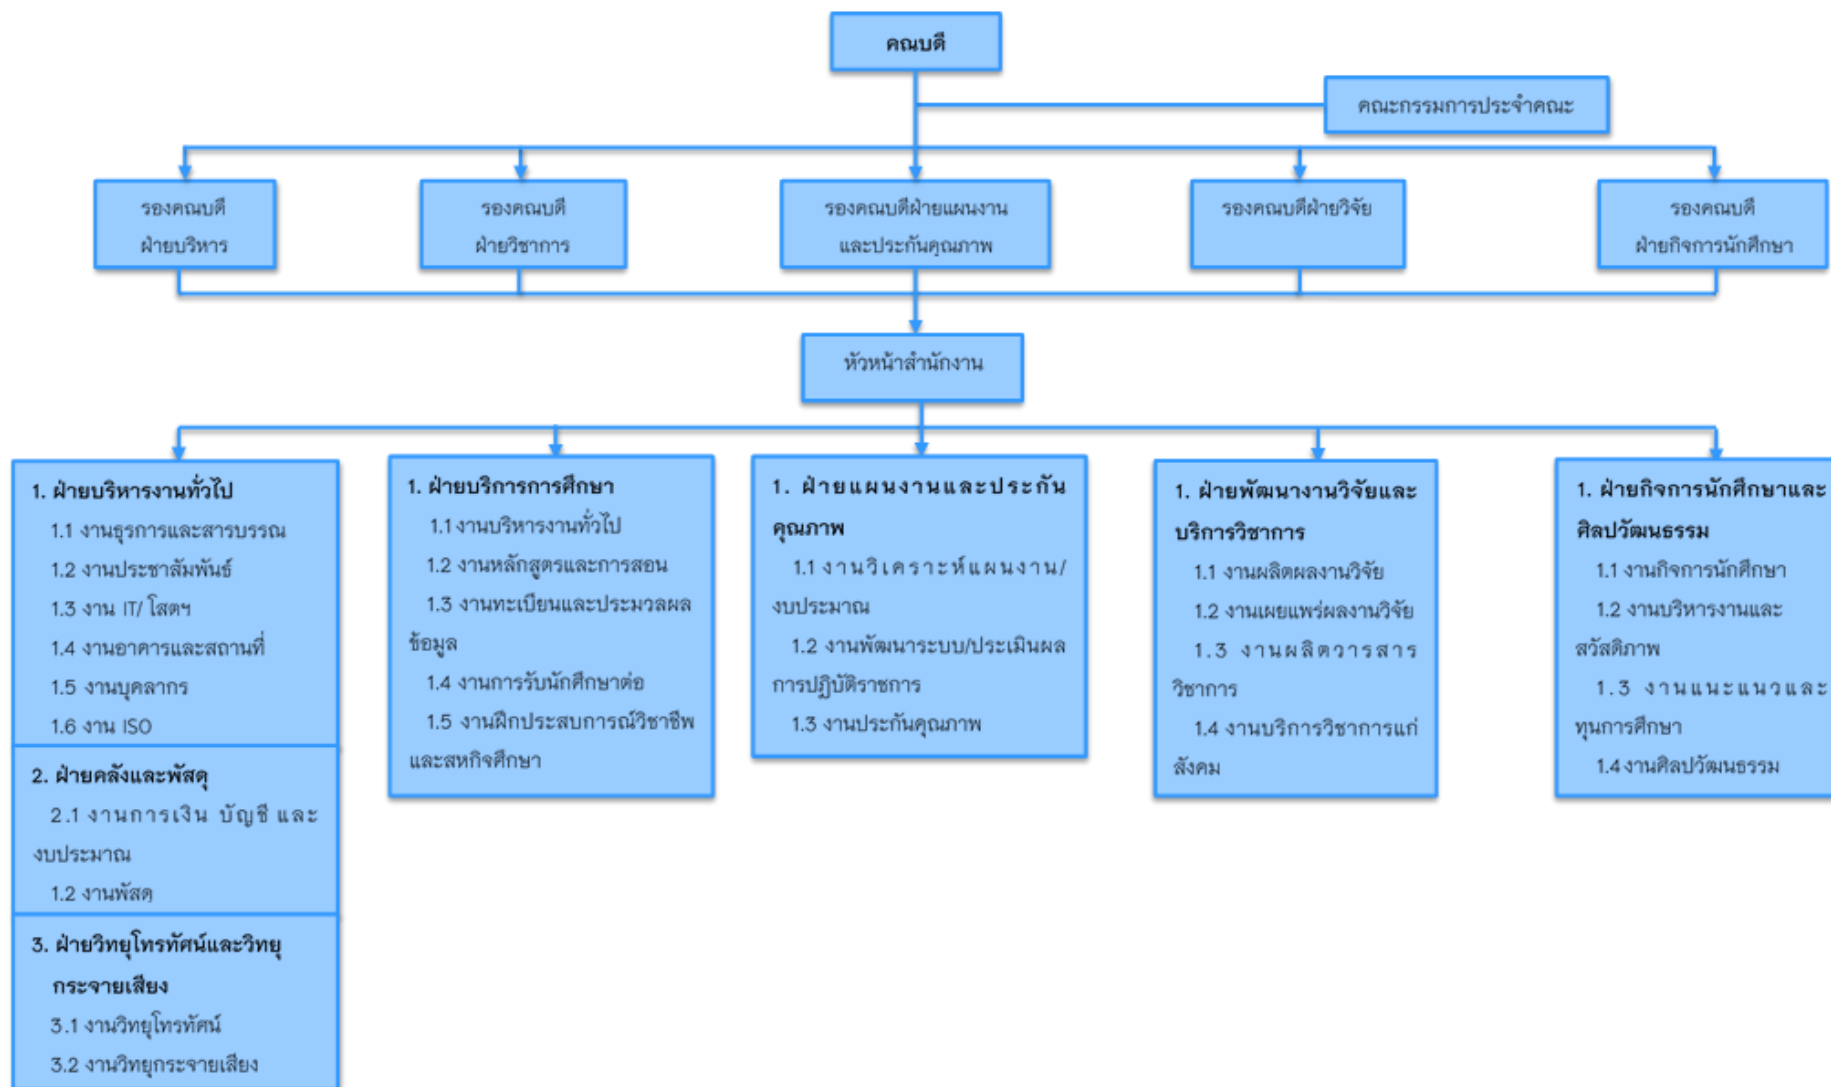 คณบดี
คณะกรรมการประจำคณะ
รองคณบดี
ฝ่ายบริหาร
รองคณบดี
ฝ่ายวิชาการ
รองคณบดีฝ่ายแผนงาน
และประกันคุณภาพ
รองคณบดีฝ่ายวิจัย
รองคณบดี
ฝ่ายกิจการนักศึกษา
หัวหน้าสำนักงาน
1. ฝ่ายบริหารงานทั่วไป
1.1 งานธุรการและสารบรรณ
1.2 งานประชาสัมพันธ์
1.3 งาน IT/ โสตฯ
1.4 งานอาคารและสถานที่
1.5 งานบุคลากร
1.6 งาน ISO
2. ฝ่ายคลังและพัสดุ
2.1 งานการเงิน บัญชี และ
งบประมาณ
1.2 งานพัสดุ
3. ฝ่ายวิทยุโทรทัศน์และวิทยุ
กระจายเสียง
3.1 งานวิทยุโทรทัศน์
3.2 งานวิทยุกระจายเสียง
1. ฝ่ายบริการการศึกษา
1.1 งานบริหารงานทั่วไป
1.2 งานหลักสูตรและการสอน
1.3 งานทะเบียนและประมวลผล
ข้อมูล
1.4 งานการรับนักศึกษาต่อ
1.5 งานฝึกประสบการณ์วิชาชีพ
และสหกิจศึกษา
1. ฝ่ายแผนงานและประกัน
คุณภาพ
1.1 งานวิเคราะห์แผนงาน/
งบประมาณ
1.2 งานพัฒนาระบบ/ประเมินผล
การปฏิบัติราชการ
1.3 งานประกันคุณภาพ
1. ฝ่ายพัฒนางานวิจัยและ
บริการวิชาการ
1.1 งานผลิตผลงานวิจัย
1.2 งานเผยแพร่ผลงานวิจัย
1.3 งานผลิตวารสาร
วิชาการ
1.4 งานบริการวิชาการแก่
สังคม
1. ฝ่ายกิจการนักศึกษาและ
ศิลปวัฒนธรรม
1.1 งานกิจการนักศึกษา
1.2 งานบริหารงานและ
สวัสดิภาพ
1.3 งานแนะแนวและ
ทุนการศึกษา
1.4 งานศิลปวัฒนธรรม